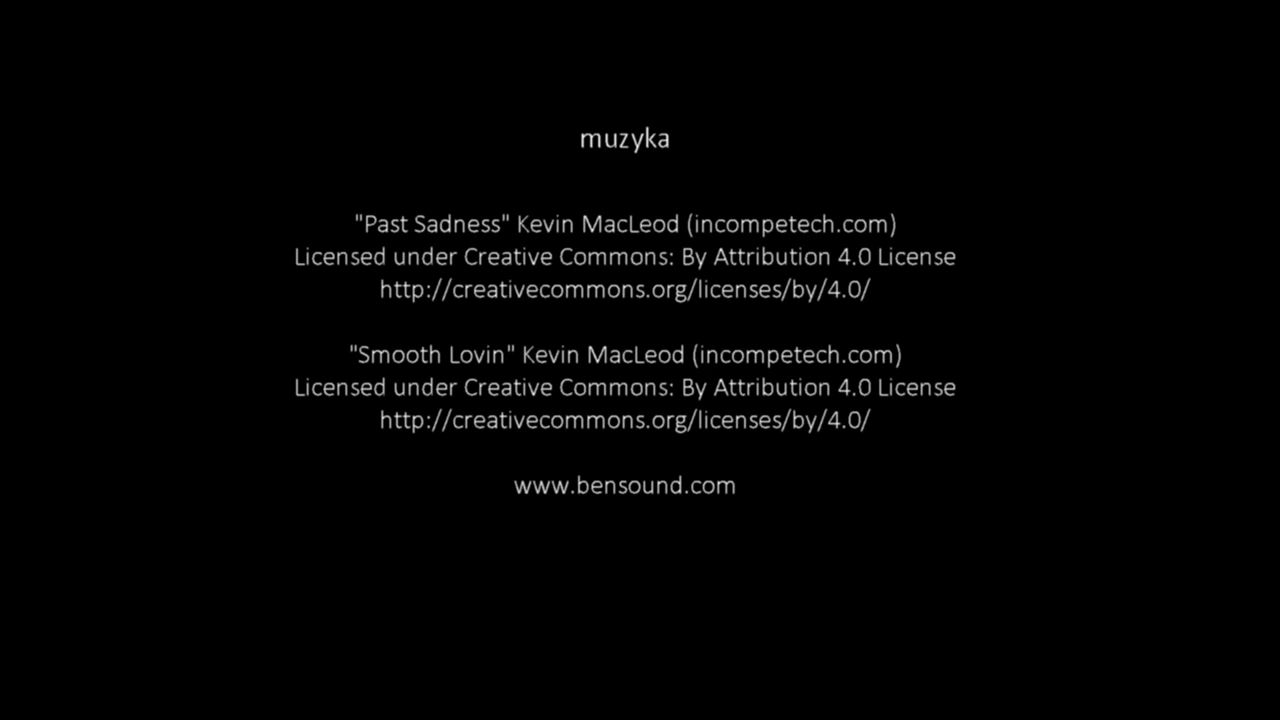 muzyka
"Past Sadness" Kevin MacLeod (incompetech.com)
Licensed under Creative Commons: By Attribution 4.0 License
http://creativecommons.org/licenses/by/4.0/
"Smooth Lovin" Kevin MacLeod (incompetech.com)
Licensed under Creative Commons: By Attribution 4.0 License
http://creativecommons.org/licenses/by/4.0/
www.bensound.com